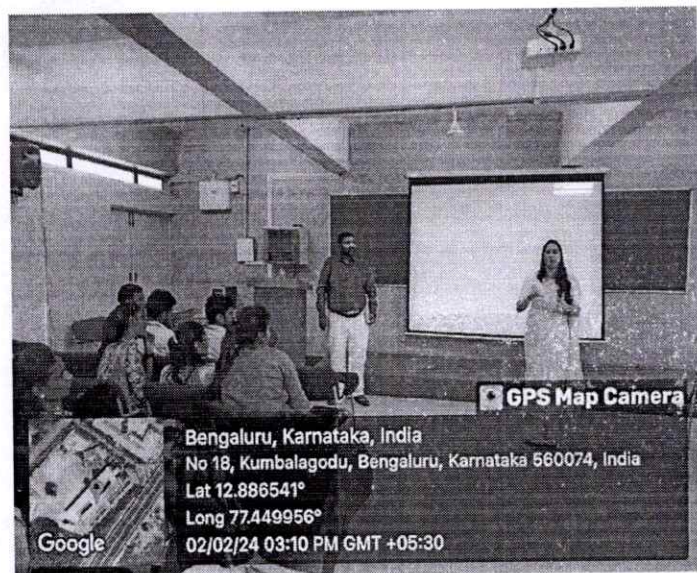 GPS Map Camera
Bengaluru, Karnataka, India
No 18, Kumbalagodu, Bengaluru, Karnataka 560074, India
Lat 12.886541°
Long 77.449956°
02/02/24 03:10 PM GMT +05:30
Google